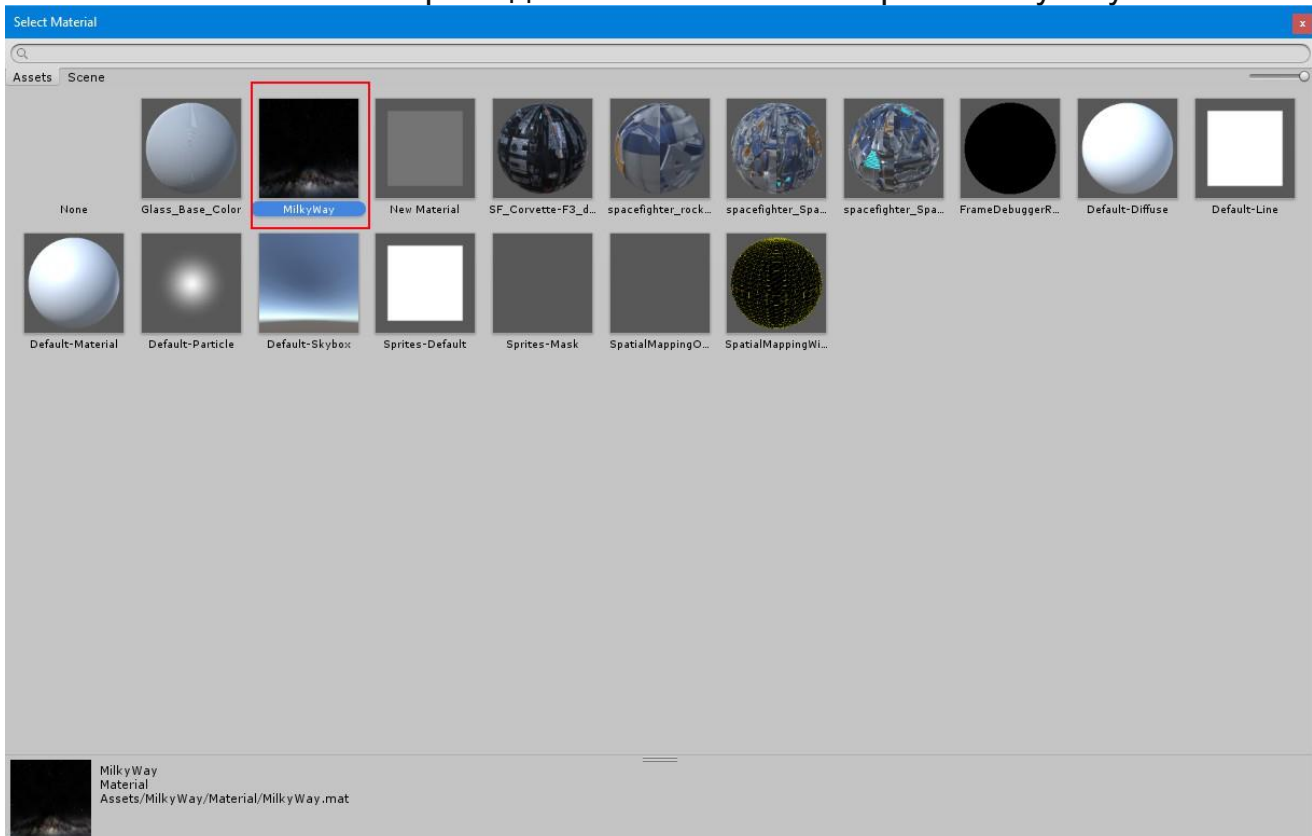 Select Material
x
Assets Scene
None Glass_Base_Color MilkyWay New Material SF_Corvette-F3_d... spacefighter_rock... spacefighter_Spa... spacefighter_Spa... FrameDebuggerR... Default-Diffuse Default-Line
Default-Material Default-Particle Default-Skybox Sprites-Default Sprites-Mask SpatialMappingO... SpatialMappingWi...
MilkyWay
Material
Assets/MilkyWay/Material/MilkyWay.mat